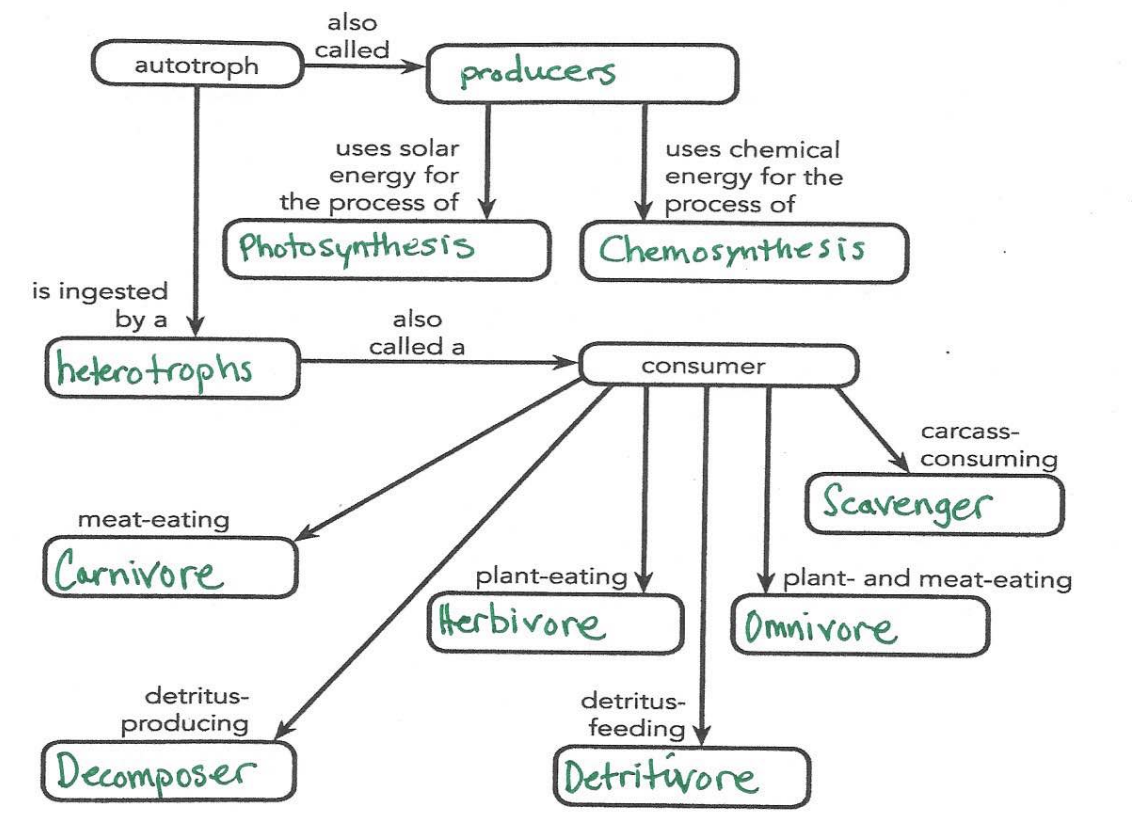 also
called
autotroph
producers
uses solar
energy for
the process of
uses chemical
energy for the
process of
Photosynthesis
Chemosynthesis
is ingested
by a
also
called a
heterotrophs
consumer
carcass-
consuming
Scavenger
meat-eating
Carnivore
plant-eating
Herbivore
plant- and meat-eating
Omnivore
detritus-
producing
Decomposer
detritus-
feeding
Detritivore